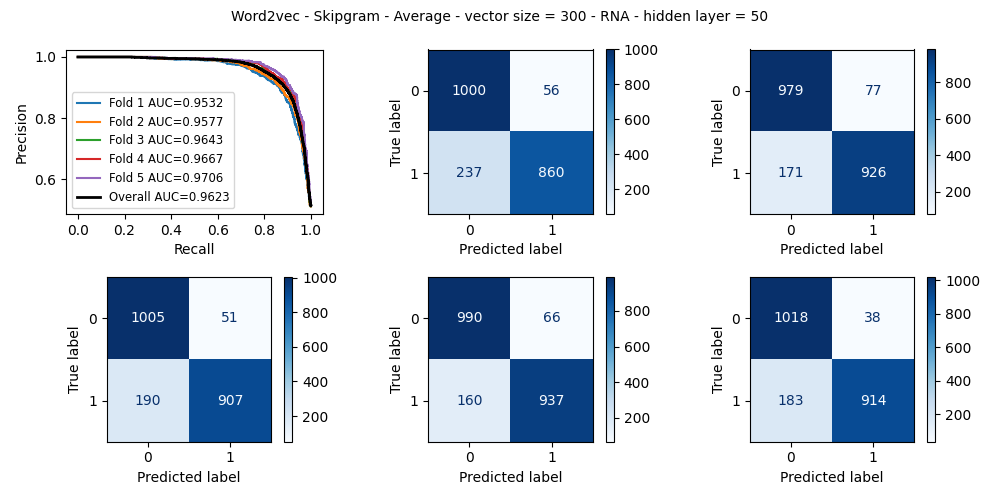 Word2vec - Skipgram - Average - vector size = 300 - RNA - hidden layer = 50
1.0
0.8
0.6
Precision
Fold 1 AUC=0.9532
Fold 2 AUC=0.9577
Fold 3 AUC=0.9643
Fold 4 AUC=0.9667
Fold 5 AUC=0.9706
Overall AUC=0.9623
0.0 0.2 0.4 0.6 0.8 1.0
Recall
True label
0 1000 56
1 237 860
0 1
Predicted label
1000
800
600
400
200
True label
0 979 77
1 171 926
0 1
Predicted label
800
600
400
200
True label
0 1005 51
1 190 907
0 1
Predicted label
1000
800
600
400
200
True label
0 990 66
1 160 937
0 1
Predicted label
800
600
400
200
True label
0 1018 38
1 183 914
0 1
Predicted label
1000
800
600
400
200